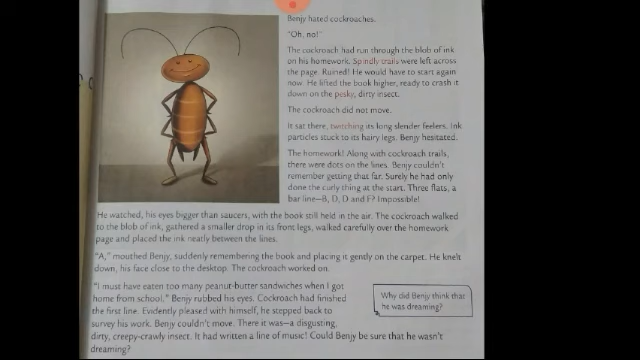 Benjy hated cockroaches.
"Oh, no!"
The cockroach had run through the blob of ink
on his homework. Spindly trails were left across
the page. Ruined! He would have to start again
now. He lifted the book higher, ready to crash it
down on the pesky, dirty insect.
The cockroach did not move.
It sat there, twitching its long slender feelers. Ink
particles stuck to its hairy legs. Benjy hesitated.
The homework! Along with cockroach trails,
there were dots on the lines. Benjy couldn't
remember getting that far. Surely he had only
done the curly thing at the start. Three flats, a
bar line—B, D, D and F? Impossible!
He watched, his eyes bigger than saucers, with the book still held in the air. The cockroach walked
to the blob of ink, gathered a smaller drop in its front legs, walked carefully over the homework
page and placed the ink neatly between the lines.
"A," mouthed Benjy, suddenly remembering the book and placing it gently on the carpet. He knelt
down, his face close to the desktop. The cockroach worked on.
"I must have eaten too many peanut-butter sandwiches when I got
home from school," Benjy rubbed his eyes. Cockroach had finished
the first line. Evidently pleased with himself, he stepped back to
survey his work. Benjy couldn't move. There it was—a disgusting,
dirty, creepy-crawly insect. It had written a line of music! Could Benjy be sure that he wasn't
dreaming?
Why did Benjy think that
he was dreaming?